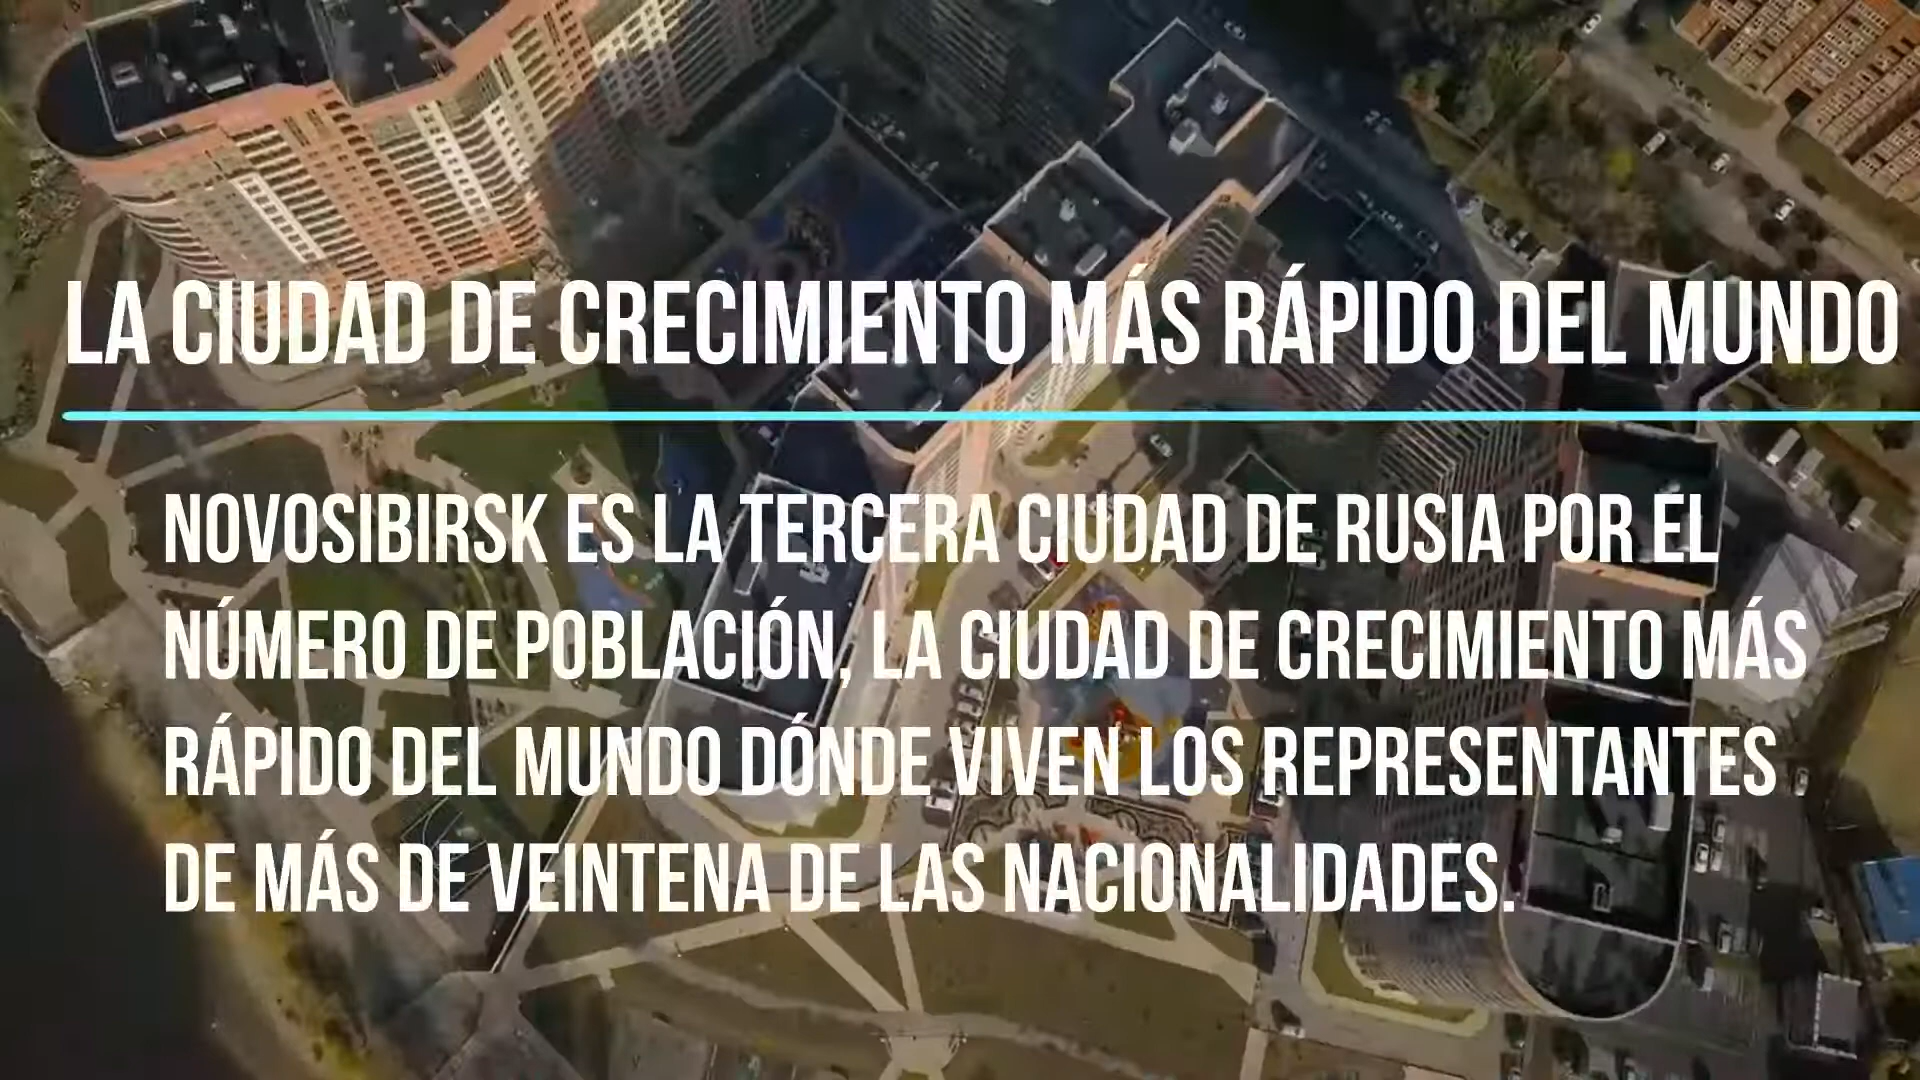 LA CIUDAD DE CRECIMIENTO MÁS RÁPIDO DEL MUNDO
NOVOSIBIRSK ES LA TERCERA CIUDAD DE RUSIA POR EL
NÚMERO DE POBLACIÓN, LA CIUDAD DE CRECIMIENTO MÁS
RÁPIDO DEL MUNDO DÓNDE VIVEN LOS REPRESENTANTES
DE MÁS DE VEINTENA DE LAS NACIONALIDADES.